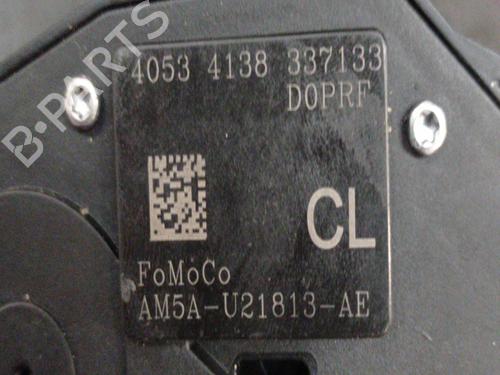 4053 4138 337133
D0PRF
CL
FoMoCo
AM5A-U21813-AE
B-PARTS